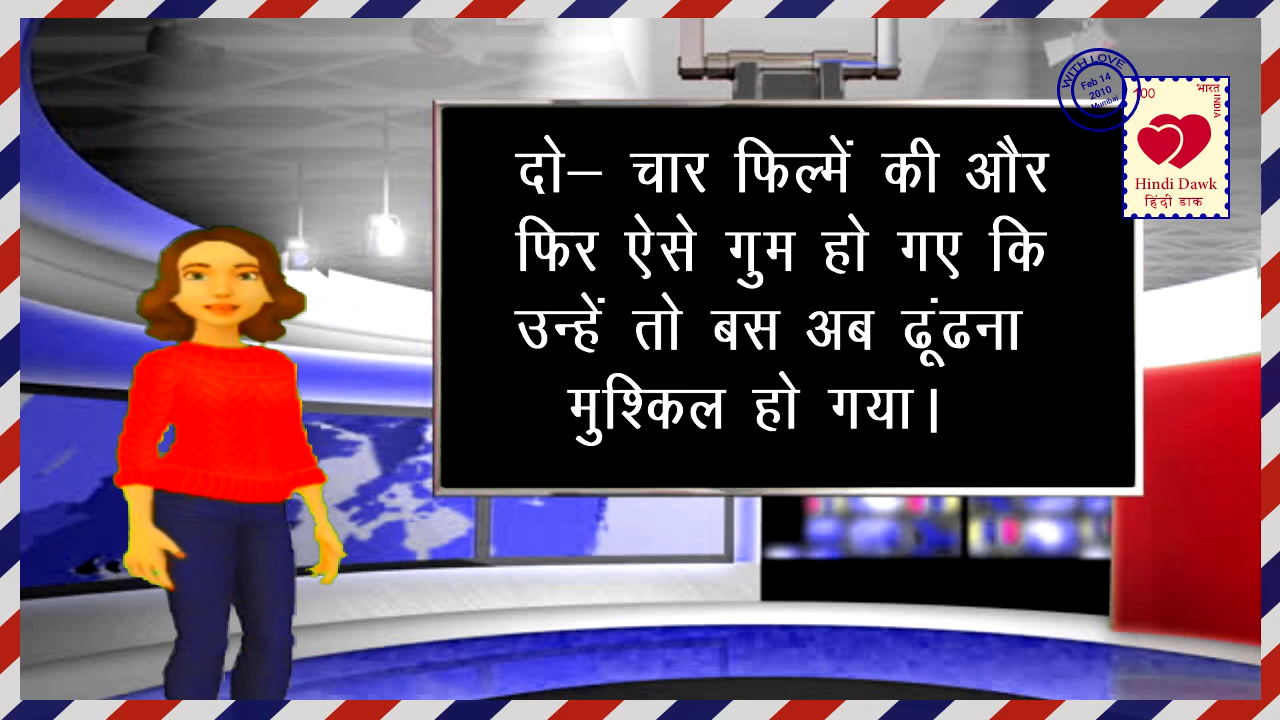 दो– चार फिल्में की और
फिर ऐसे गुम हो गए कि
उन्हें तो बस अब ढूंढना
मुश्किल हो गया।
WITH LOVE
Feb 14
2010
Mumbai
100
भारत INDIA
Hindi Dawk
हिंदी डाक